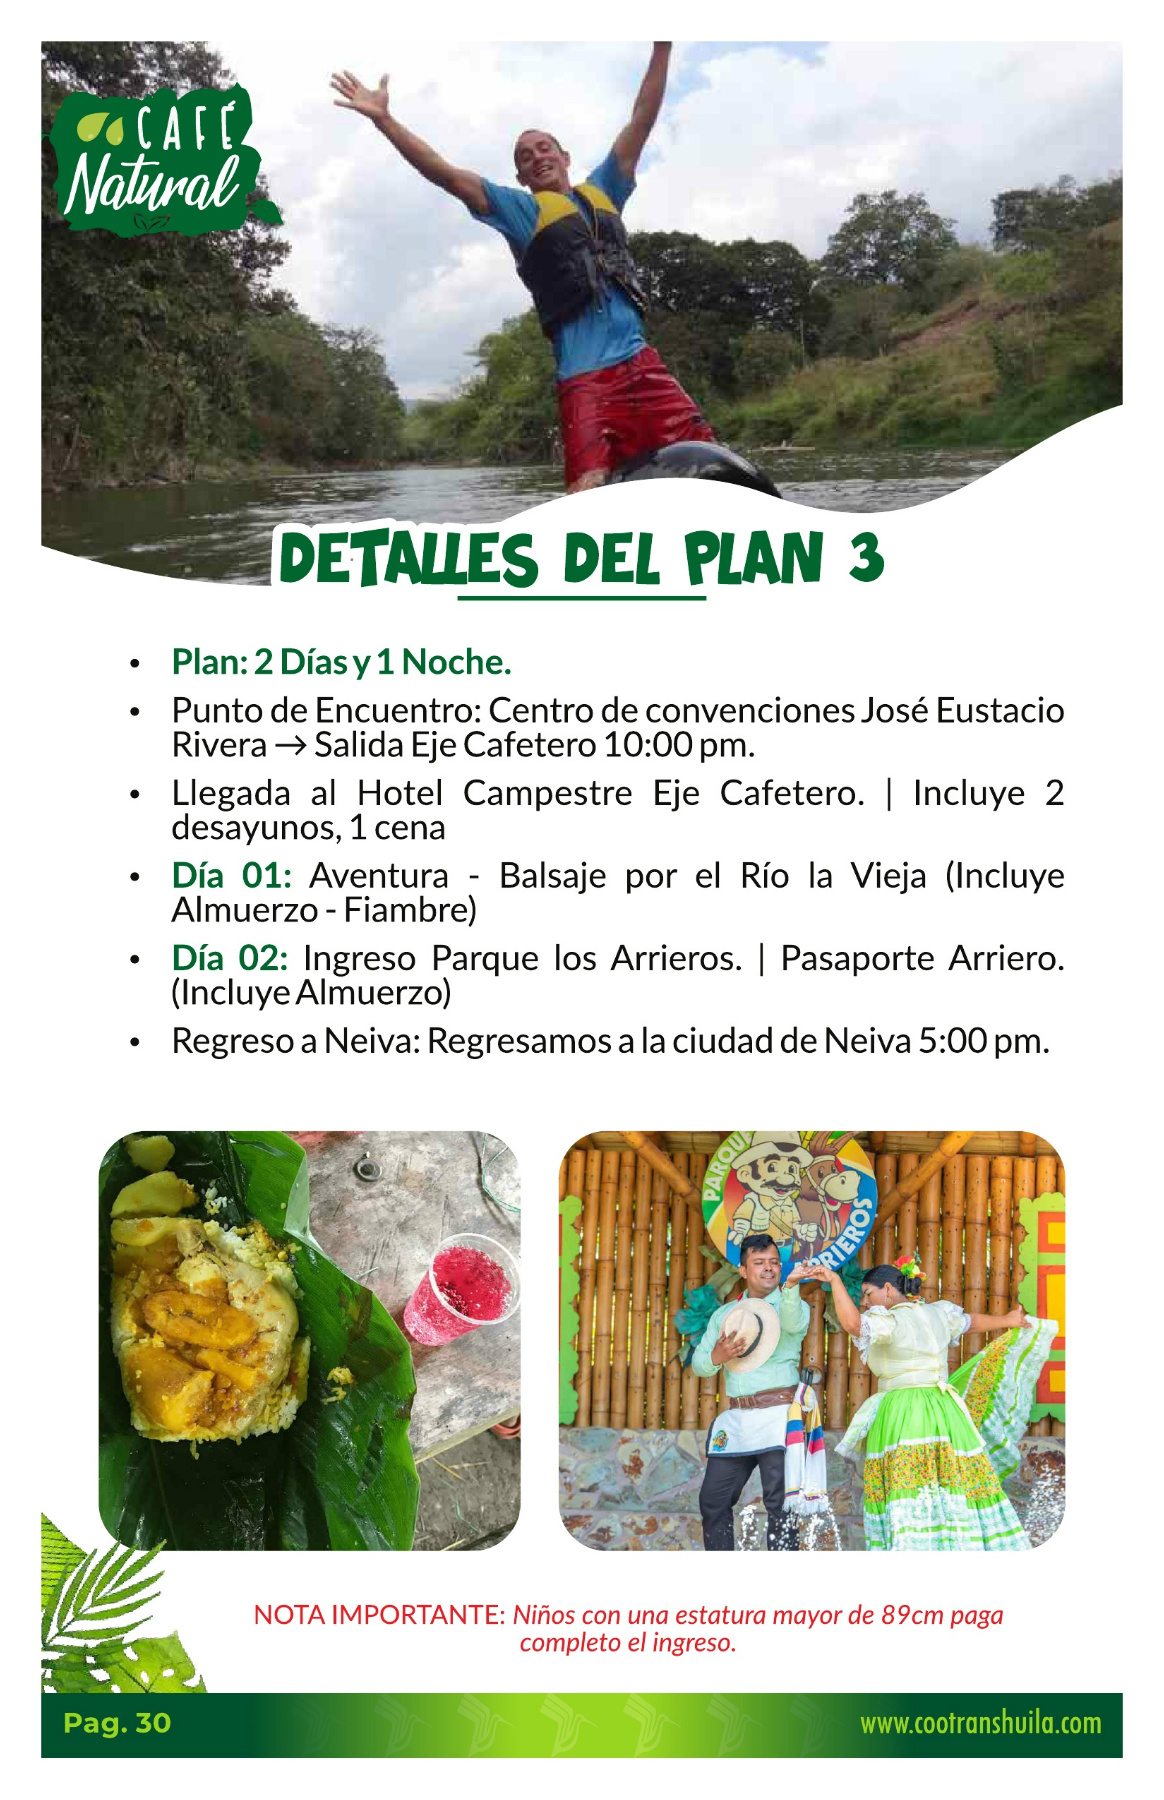 CAFÉ
Natural
DETALLES DEL PLAN 3
• Plan: 2 Días y 1 Noche.
• Punto de Encuentro: Centro de convenciones José Eustacio
Rivera → Salida Eje Cafetero 10:00 pm.
• Llegada al Hotel Campestre Eje Cafetero. | Incluye 2
desayunos, 1 cena
• Día 01: Aventura - Balsaje por el Río la Vieja (Incluye
Almuerzo - Fiambre)
• Día 02: Ingreso Parque los Arrieros. | Pasaporte Arriero.
(Incluye Almuerzo)
• Regreso a Neiva: Regresamos a la ciudad de Neiva 5:00 pm.
PARQUE
NOTA IMPORTANTE: Niños con una estatura mayor de 89cm paga
completo el ingreso.
Pag. 30
www.cootranshuila.com